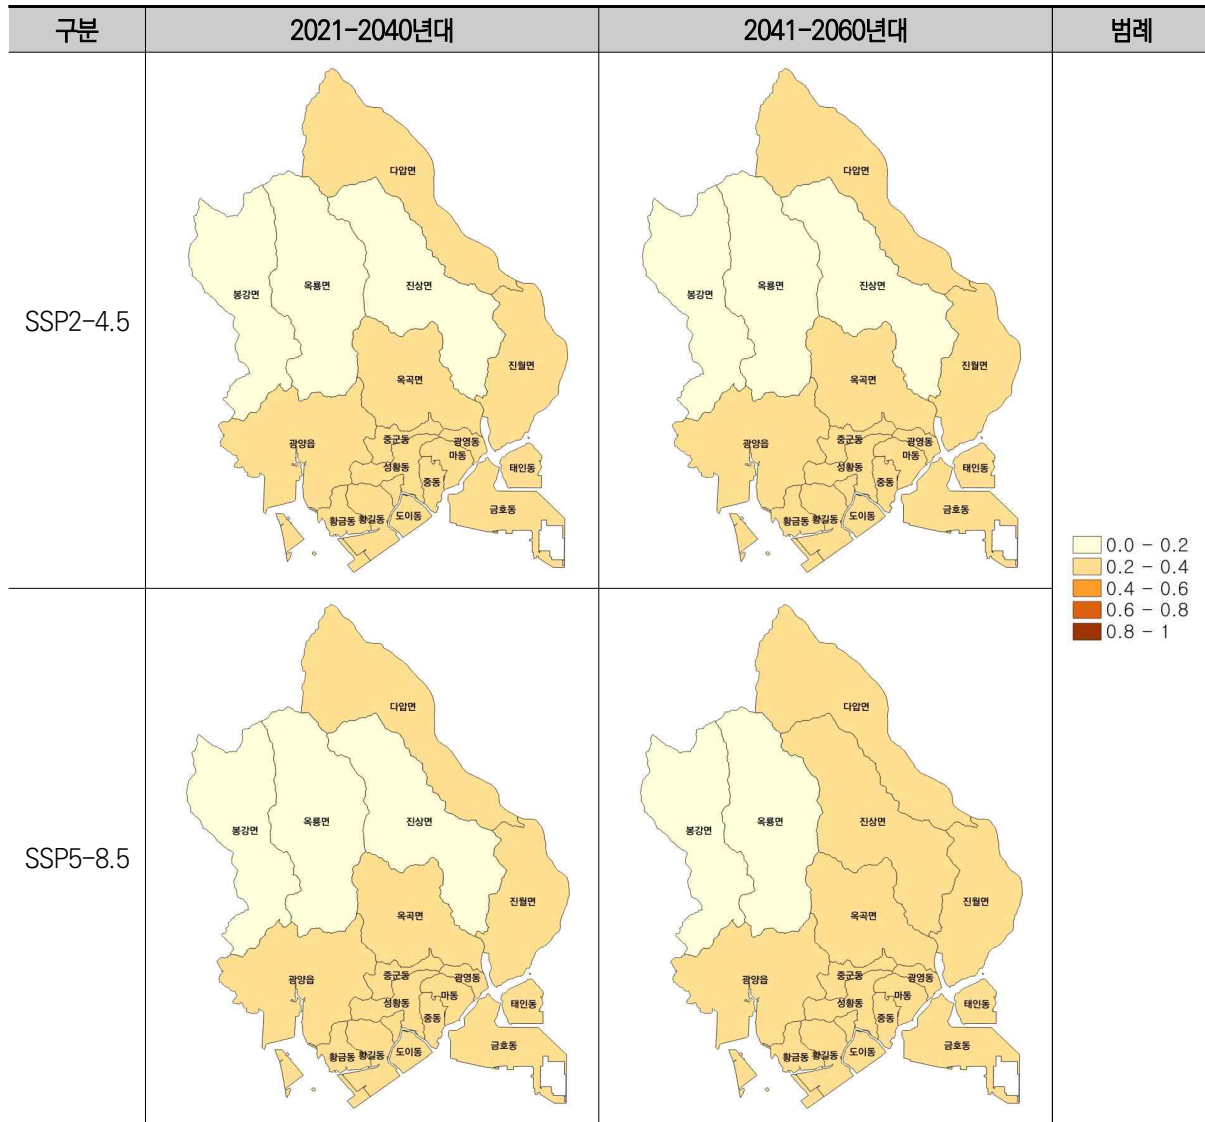 구분 2021-2040년대 2041-2060년대 범례
SSP2-4.5
다압면
봉강면
옥룡면
진상면
진월면
옥곡면
광양읍
중군동
광영동
마동
성황동
중동
태인동
황금동
황길동
도이동
금호동
다압면
봉강면
옥룡면
진상면
진월면
옥곡면
광양읍
중군동
광영동
마동
성황동
중동
태인동
황금동
황길동
도이동
금호동
0.0 - 0.2
0.2 - 0.4
0.4 - 0.6
0.6 - 0.8
0.8 - 1
SSP5-8.5
다압면
봉강면
옥룡면
진상면
진월면
옥곡면
광양읍
중군동
광영동
마동
성황동
중동
태인동
황금동
황길동
도이동
금호동
다압면
봉강면
옥룡면
진상면
진월면
옥곡면
광양읍
중군동
광영동
마동
성황동
중동
태인동
황금동
황길동
도이동
금호동